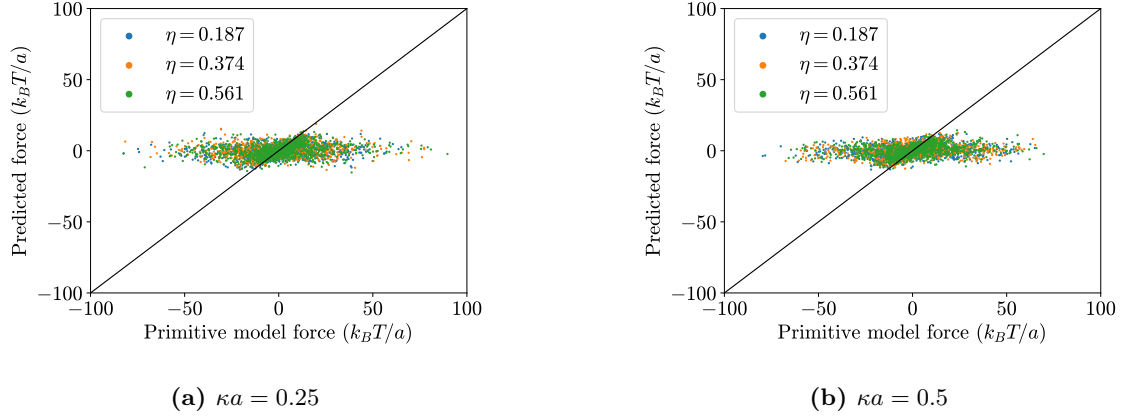 100
50
0
−50
−100
−100
−50
0
50
100
Predicted force (k_BT/a)
Primitive model force (k_BT/a)
η = 0.187
η = 0.374
η = 0.561
(a) κa = 0.25
100
50
0
−50
−100
−100
−50
0
50
100
Predicted force (k_BT/a)
Primitive model force (k_BT/a)
η = 0.187
η = 0.374
η = 0.561
(b) κa = 0.5